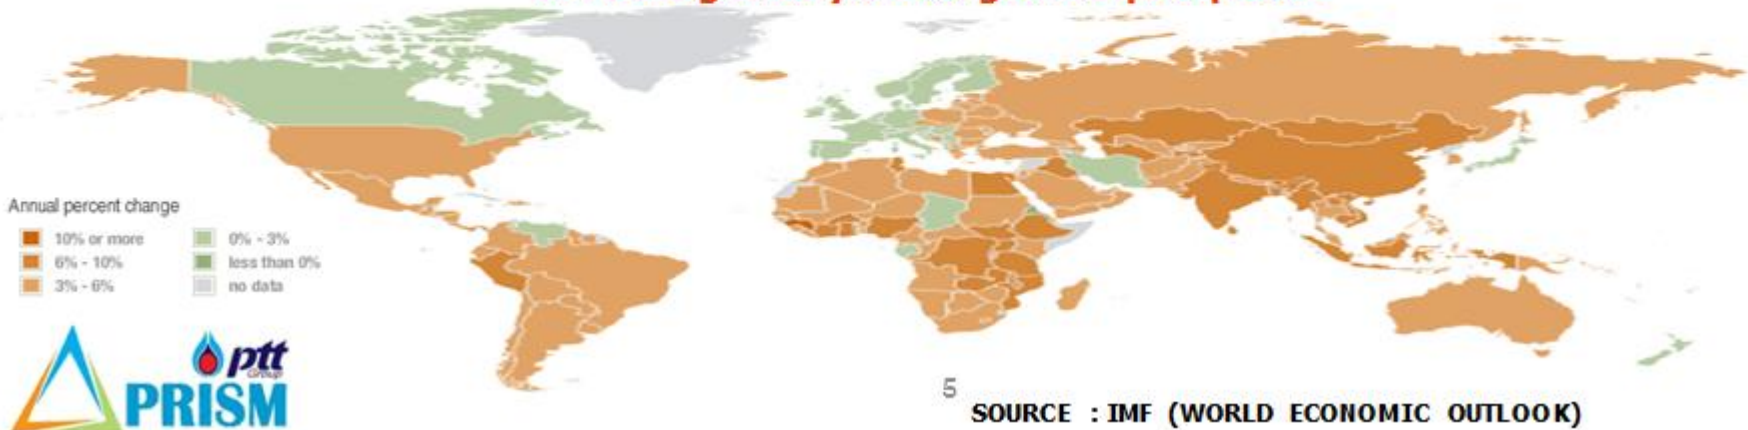 Annual percent change
10% or more
6% - 10%
3% - 6%
0% - 3%
less than 0%
no data
ptt
Group
PRISM
5
SOURCE : IMF (WORLD ECONOMIC OUTLOOK)